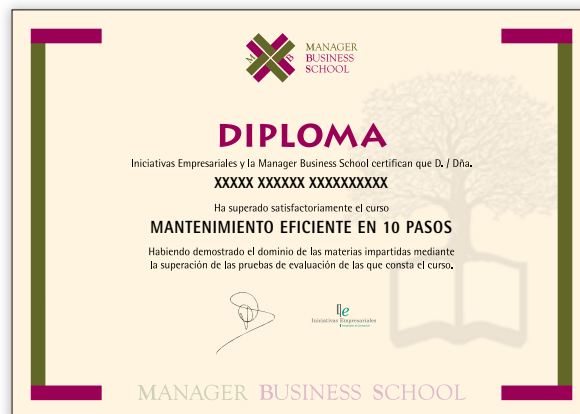 M B
MANAGER
BUSINESS
SCHOOL
DIPLOMA
Iniciativas Empresariales y la Manager Business School certifican que D. / Dña.
XXXXX XXXXXX XXXXXXXXXX
Ha superado satisfactoriamente el curso
MANTENIMIENTO EFICIENTE EN 10 PASOS
Habiendo demostrado el dominio de las materias impartidas mediante
la superación de las pruebas de evaluación de las que consta el curso.
Iniciativas Empresariales
MANAGER BUSINESS SCHOOL